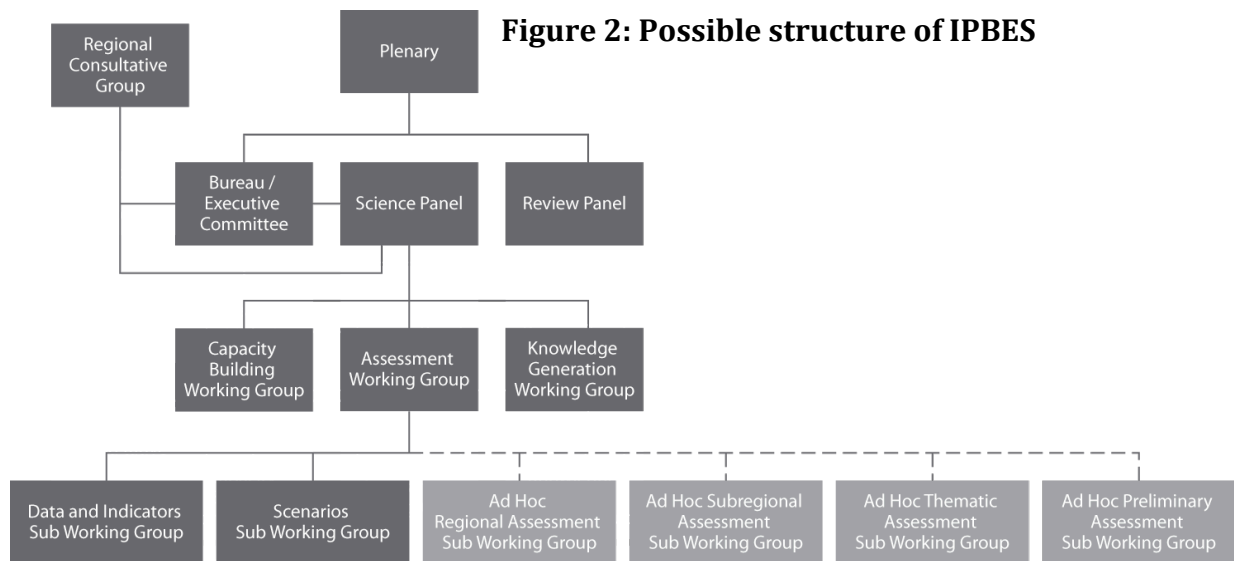 Figure 2: Possible structure of IPBES
Regional
Consultative
Group
Plenary
Bureau /
Executive
Committee
Science Panel
Review Panel
Capacity
Building
Working Group
Assessment
Working Group
Knowledge
Generation
Working Group
Data and Indicators
Sub Working Group
Scenarios
Sub Working Group
Ad Hoc
Regional Assessment
Sub Working Group
Ad Hoc Subregional
Assessment
Sub Working Group
Ad Hoc Thematic
Assessment
Sub Working Group
Ad Hoc Preliminary
Assessment
Sub Working Group